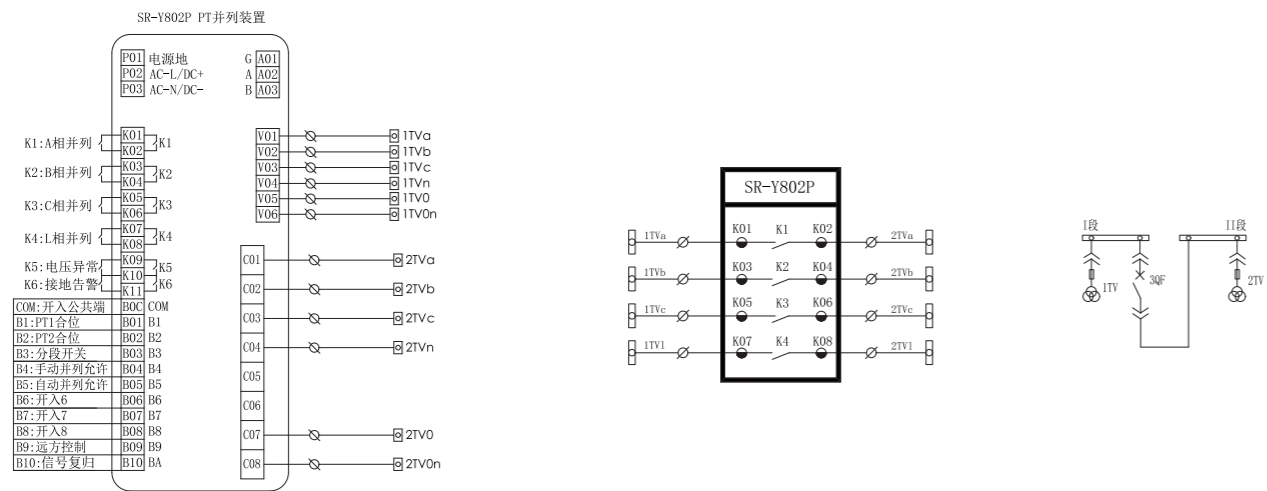 SR-Y802P PT并列装置
P01 电源地 G A01
P02 AC-L/DC+ A A02
P03 AC-N/DC- B A03
K1:A相并列 K01 K02 K1
K2:B相并列 K03 K04 K2
K3:C相并列 K05 K06 K3
K4:L相并列 K07 K08 K4
K5:电压异常 K09 K10 K5
K6:接地告警 K11 K6
COM:开入公共端 B0C COM
B1:PT1合位 B01 B1
B2:PT2合位 B02 B2
B3:分段开关 B03 B3
B4:手动并列允许 B04 B4
B5:自动并列允许 B05 B5
B6:开入6 B06 B6
B7:开入7 B07 B7
B8:开入8 B08 B8
B9:远方控制 B09 B9
B10:信号复归 B10 BA
V01 1TVa
V02 1TVb
V03 1TVc
V04 1TVn
V05 1TV0
V06 1TV0n
C01 2TVa
C02 2TVb
C03 2TVc
C04 2TVn
C05
C06
C07 2TV0
C08 2TV0n
SR-Y802P
1TVa K01 K1 K02 2TVa
1TVb K03 K2 K04 2TVb
1TVc K05 K3 K06 2TVc
1TVl K07 K4 K08 2TVl
I段 II段
1TV 3QF 2TV